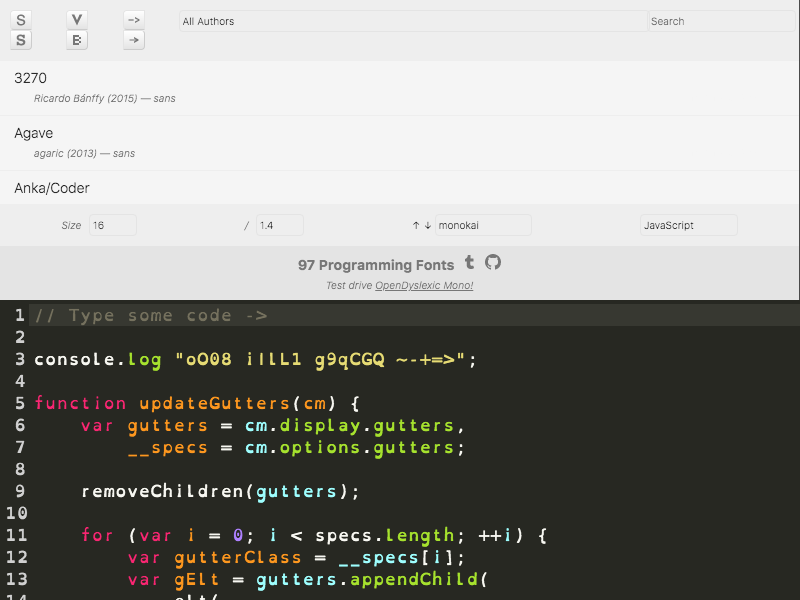 S V -> All Authors Search
S B →
3270
Ricardo Bánffy (2015) — sans
Agave
agaric (2013) — sans
Anka/Coder
Size 16 / 1.4 ↑ ↓ monokai JavaScript
97 Programming Fonts t
Test drive OpenDyslexic Mono!
1 // Type some code ->
2
3 console.log "oO08 iIlL1 g9qCGQ ~-+=>";
4
5 function updateGutters(cm) {
6 var gutters = cm.display.gutters,
7 __specs = cm.options.gutters;
8
9 removeChildren(gutters);
10
11 for (var i = 0; i < specs.length; ++i) {
12 var gutterClass = __specs[i];
13 var gElt = gutters.appendChild(
14 elt(